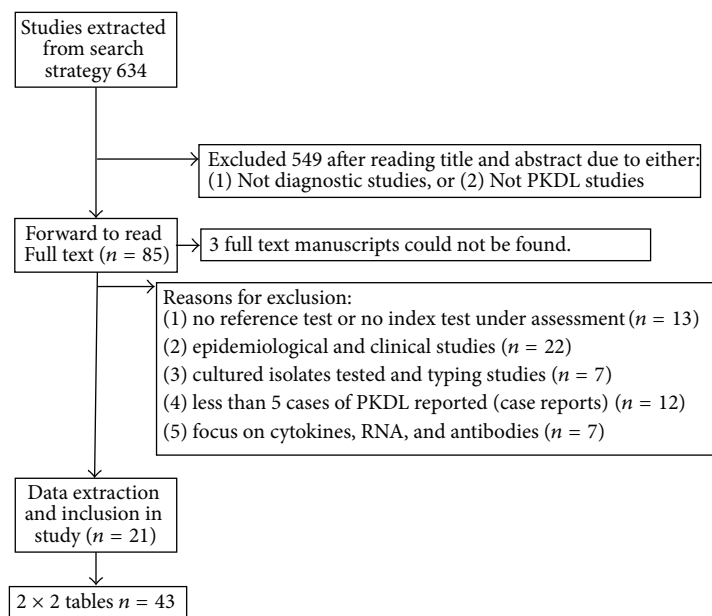 Studies extracted
from search
strategy 634
Excluded 549 after reading title and abstract due to either:
(1) Not diagnostic studies, or (2) Not PKDL studies
Forward to read
Full text (n = 85)
3 full text manuscripts could not be found.
Reasons for exclusion:
(1) no reference test or no index test under assessment (n = 13)
(2) epidemiological and clinical studies (n = 22)
(3) cultured isolates tested and typing studies (n = 7)
(4) less than 5 cases of PKDL reported (case reports) (n = 12)
(5) focus on cytokines, RNA, and antibodies (n = 7)
Data extraction
and inclusion in
study (n = 21)
2 × 2 tables n = 43